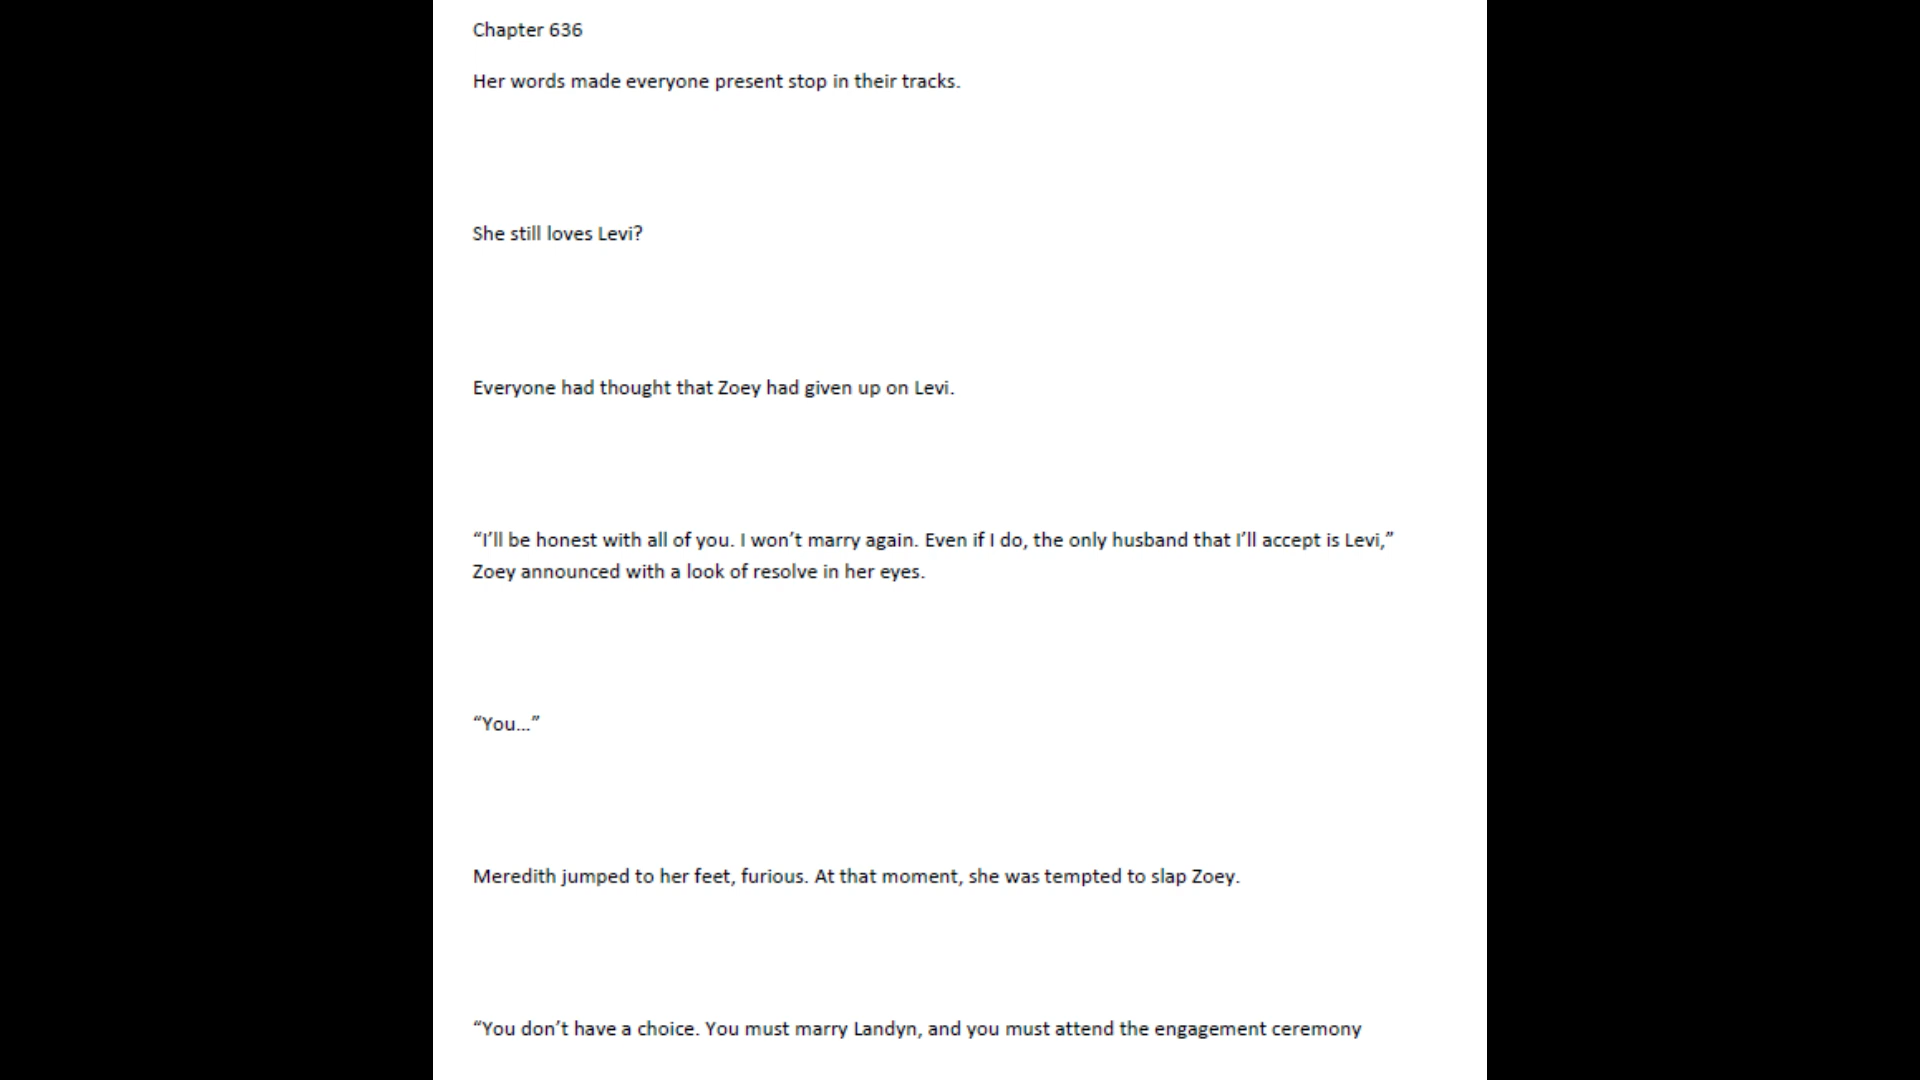 Chapter 636
Her words made everyone present stop in their tracks.
She still loves Levi?
Everyone had thought that Zoey had given up on Levi.
“I’ll be honest with all of you. I won’t marry again. Even if I do, the only husband that I’ll accept is Levi,”
Zoey announced with a look of resolve in her eyes.
“You…”
Meredith jumped to her feet, furious. At that moment, she was tempted to slap Zoey.
“You don’t have a choice. You must marry Landyn, and you must attend the engagement ceremony